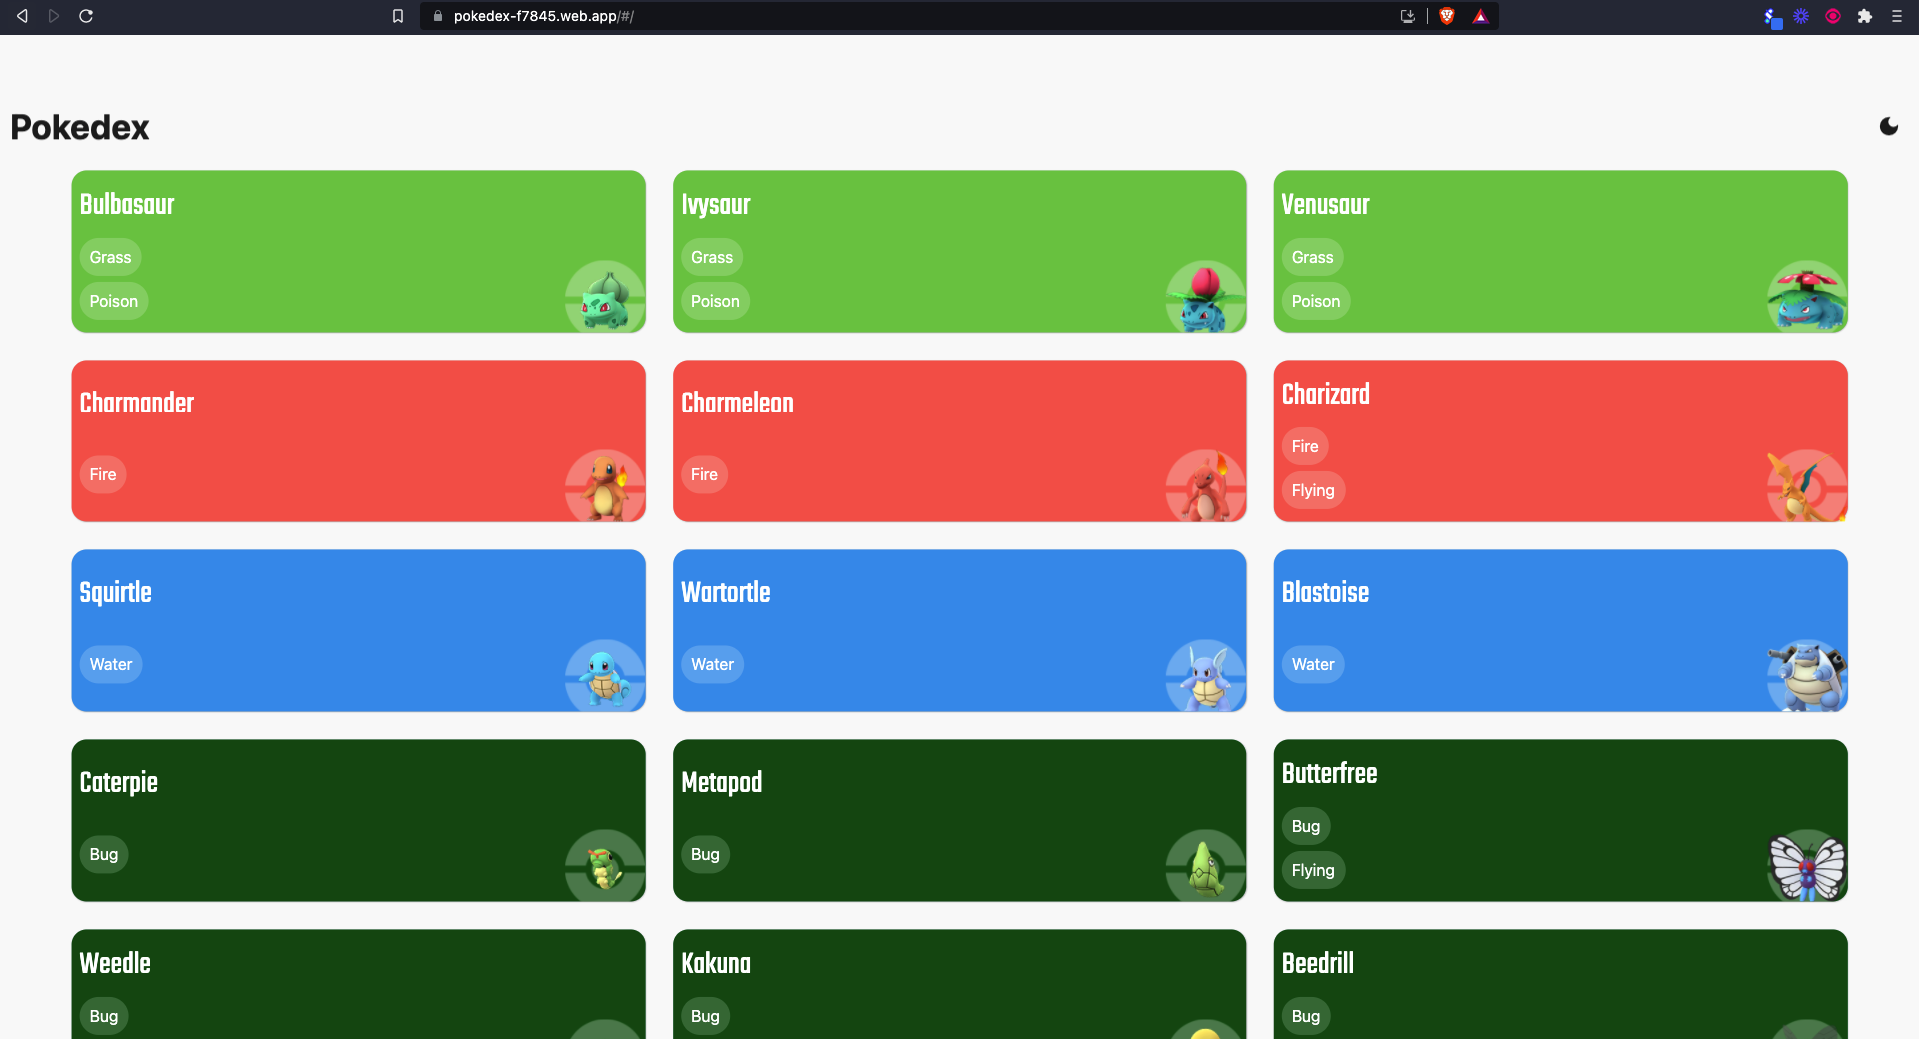 pokedex-f7845.web.app/#/
Pokedex
Bulbasaur
Grass
Poison
Ivysaur
Grass
Poison
Venusaur
Grass
Poison
Charmander
Fire
Charmeleon
Fire
Charizard
Fire
Flying
Squirtle
Water
Wartortle
Water
Blastoise
Water
Caterpie
Bug
Metapod
Bug
Butterfree
Bug
Flying
Weedle
Bug
Kakuna
Bug
Beedrill
Bug